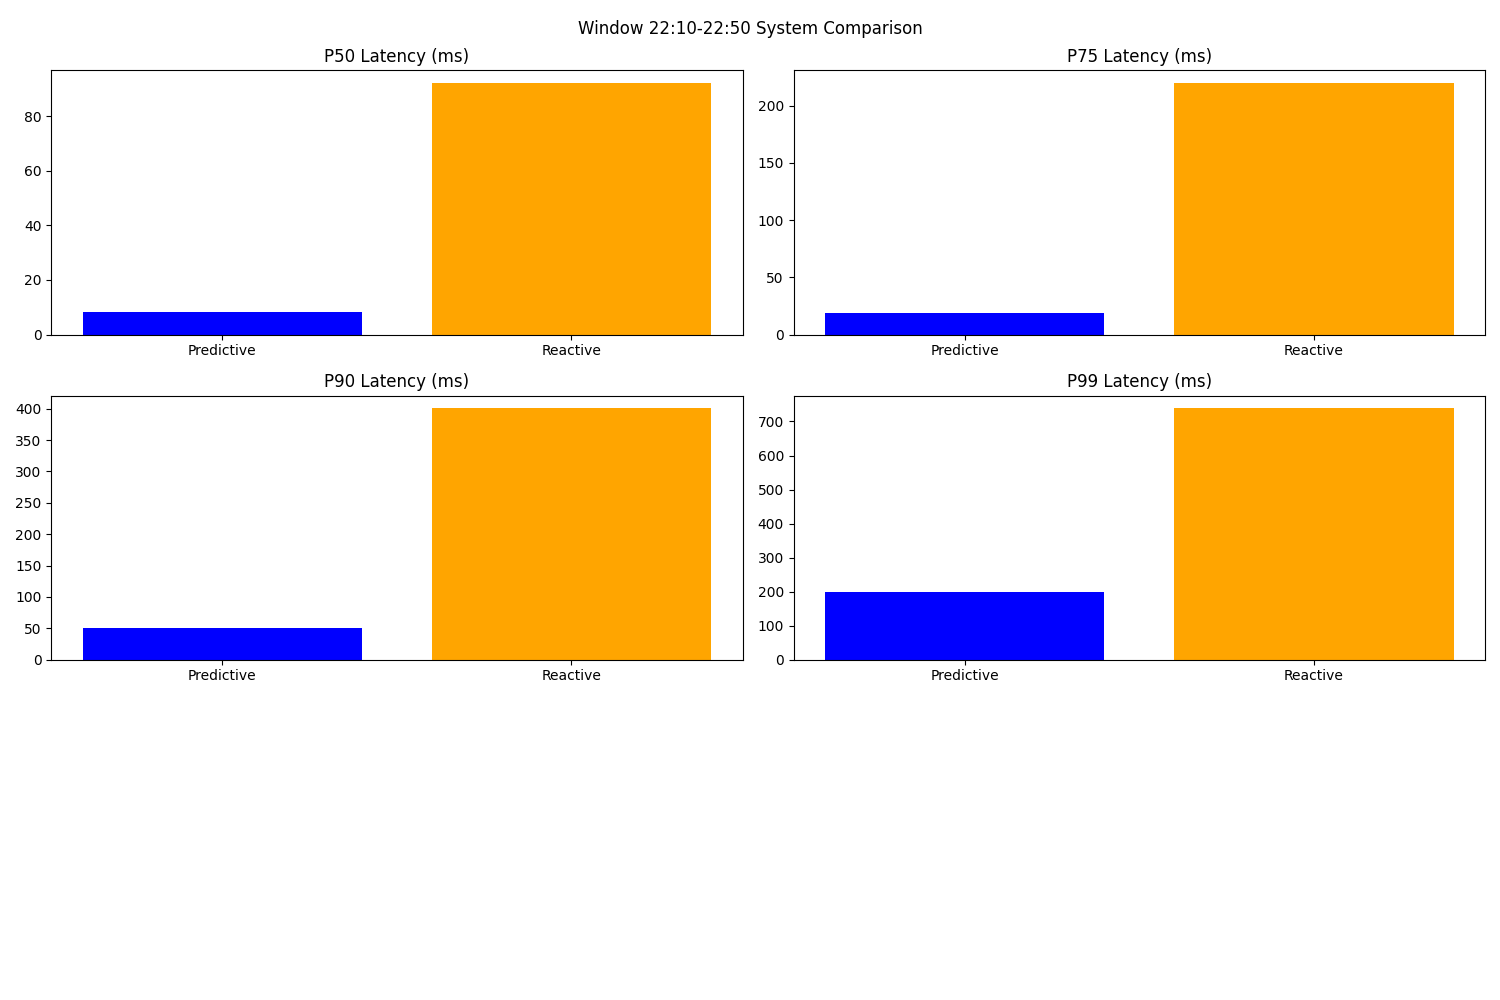 Window 22:10-22:50 System Comparison
P50 Latency (ms)
80
60
40
20
0
Predictive
Reactive
P75 Latency (ms)
200
150
100
50
0
Predictive
Reactive
P90 Latency (ms)
400
350
300
250
200
150
100
50
0
Predictive
Reactive
P99 Latency (ms)
700
600
500
400
300
200
100
0
Predictive
Reactive